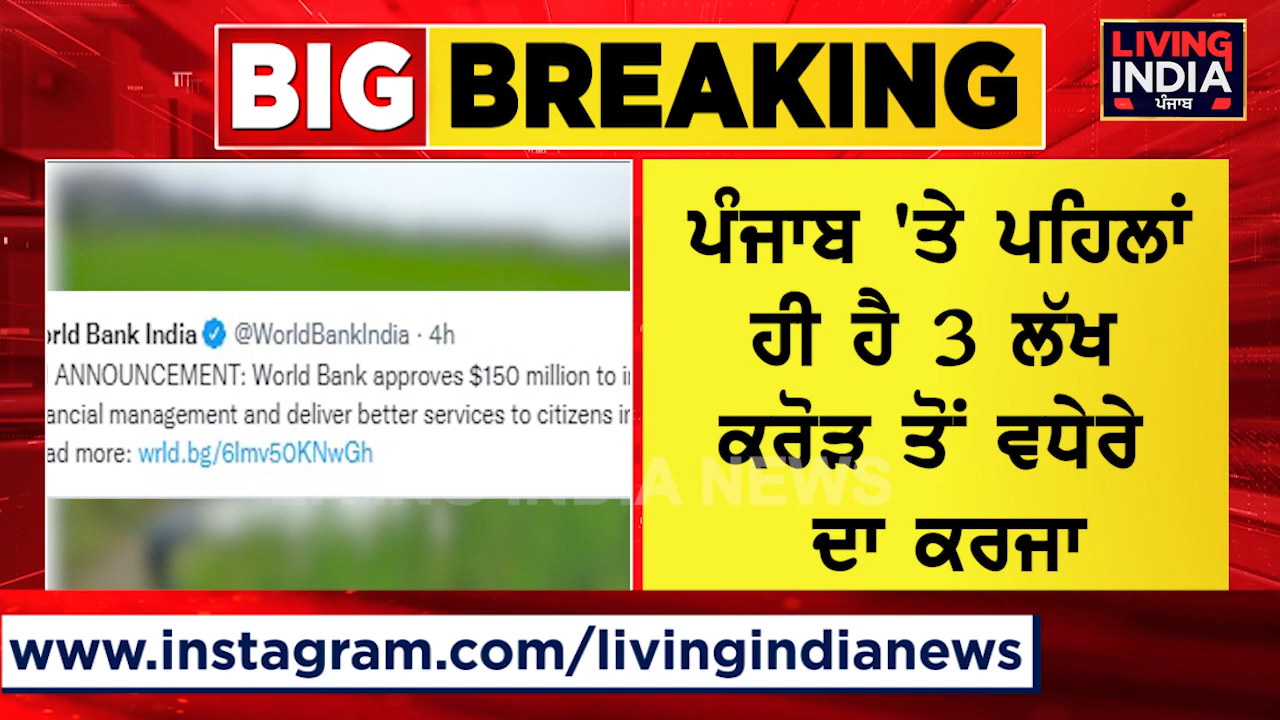 BIG BREAKING
LIVING
INDIA
ਪੰਜਾਬ
orld Bank India @WorldBankIndia · 4h
ANNOUNCEMENT: World Bank approves $150 million to i
ancial management and deliver better services to citizens i
ad more: wrld.bg/6Imv50KNwGh
ਪੰਜਾਬ 'ਤੇ ਪਹਿਲਾਂ
ਹੀ ਹੈ 3 ਲੱਖ
ਕਰੋੜ ਤੋਂ ਵਧੇਰੇ
ਦਾ ਕਰਜਾ
INDIA NEWS
www.instagram.com/livingindianews